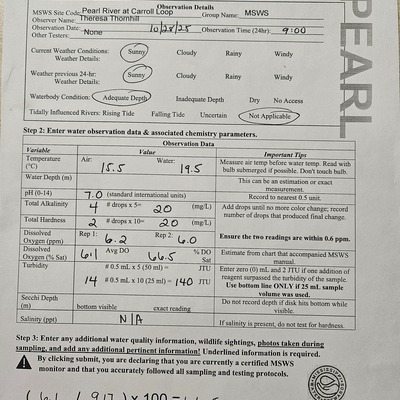 Observation Details
MSWS Site Code: Pearl River at Carroll Loop Group Name: MSWS
Observer Name: Theresa Thornhill
Observation Date: 10/28/25 Observation Time (24hr): 9:00
Other Testers: None
Current Weather Conditions: Sunny Cloudy Rainy Windy
Weather Details:
Weather previous 24-hr: Sunny Cloudy Rainy Windy
Weather Details:
Waterbody Condition: Adequate Depth Inadequate Depth Dry No Access
Tidally Influenced Rivers: Rising Tide Falling Tide Uncertain Not Applicable
PEARL
Step 2: Enter water observation data & associated chemistry parameters.
Observation Data
Variable Value Important Tips
Temperature (°C) Air: 15.5 Water: 19.5 Measure air temp before water temp. Read with bulb submerged if possible. Don't touch bulb.
Water Depth (m) This can be an estimation or exact measurement.
pH (0-14) 7.0 (standard international units) Record to nearest 0.5 unit.
Total Alkalinity 4 # drops x 5= 20 (mg/L) Add drops until no more color change; record number of drops that produced final change.
Total Hardness 2 # drops x 10= 20 (mg/L)
Dissolved Oxygen (ppm) Rep 1: 6.2 Rep 2: 6.0 Ensure the two readings are within 0.6 ppm.
Dissolved Oxygen (% Sat) 6.1 Avg DO 66.5 % DO Sat Estimate from chart that accompanied MSWS manual.
Turbidity # 0.5 mL x 5 (50 ml) = JTU Enter zero (0) mL and 2 JTU if one addition of reagent surpassed the turbidity of the sample.
14 # 0.5 mL x 10 (25 ml) = 140 JTU Use bottom line ONLY if 25 mL sample volume was used.
Secchi Depth (m) bottom visible exact reading Do not record depth if disk hits bottom while visible.
Salinity (ppt) N/A If salinity is present, do not test for hardness.
Step 3: Enter any additional water quality information, wildlife sightings, photos taken during sampling, and add any additional pertinent information! Underlined information is required.
By clicking submit, you are declaring that you are currently a certified MSWS monitor and that you accurately followed all sampling and testing protocols.